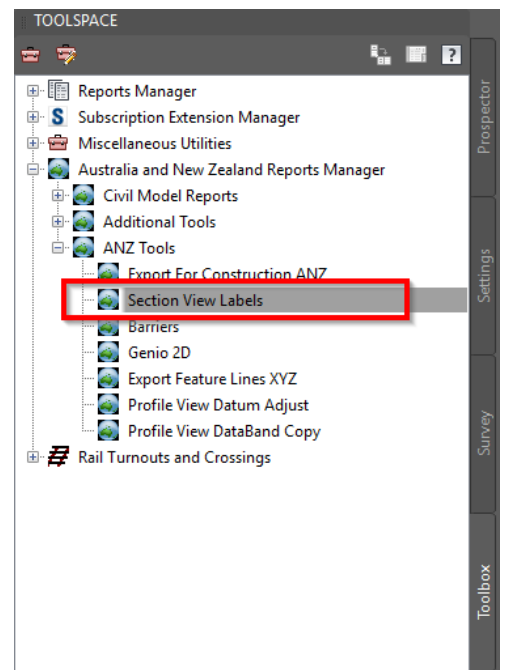 TOOLSPACE
?
Reports Manager
S Subscription Extension Manager
Miscellaneous Utilities
Australia and New Zealand Reports Manager
Civil Model Reports
Additional Tools
ANZ Tools
Export For Construction ANZ
Section View Labels
Barriers
Genio 2D
Export Feature Lines XYZ
Profile View Datum Adjust
Profile View DataBand Copy
Rail Turnouts and Crossings
Prospector
Settings
Survey
Toolbox